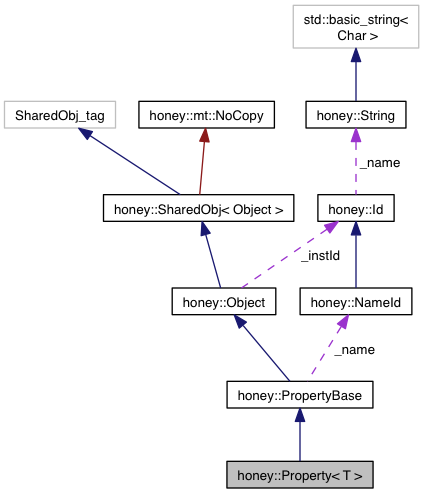 std::basic_string<
Char >
SharedObj_tag
honey::mt::NoCopy
honey::String
_name
honey::SharedObj< Object >
honey::Id
_instId
honey::Object
honey::NameId
_name
honey::PropertyBase
honey::Property< T >